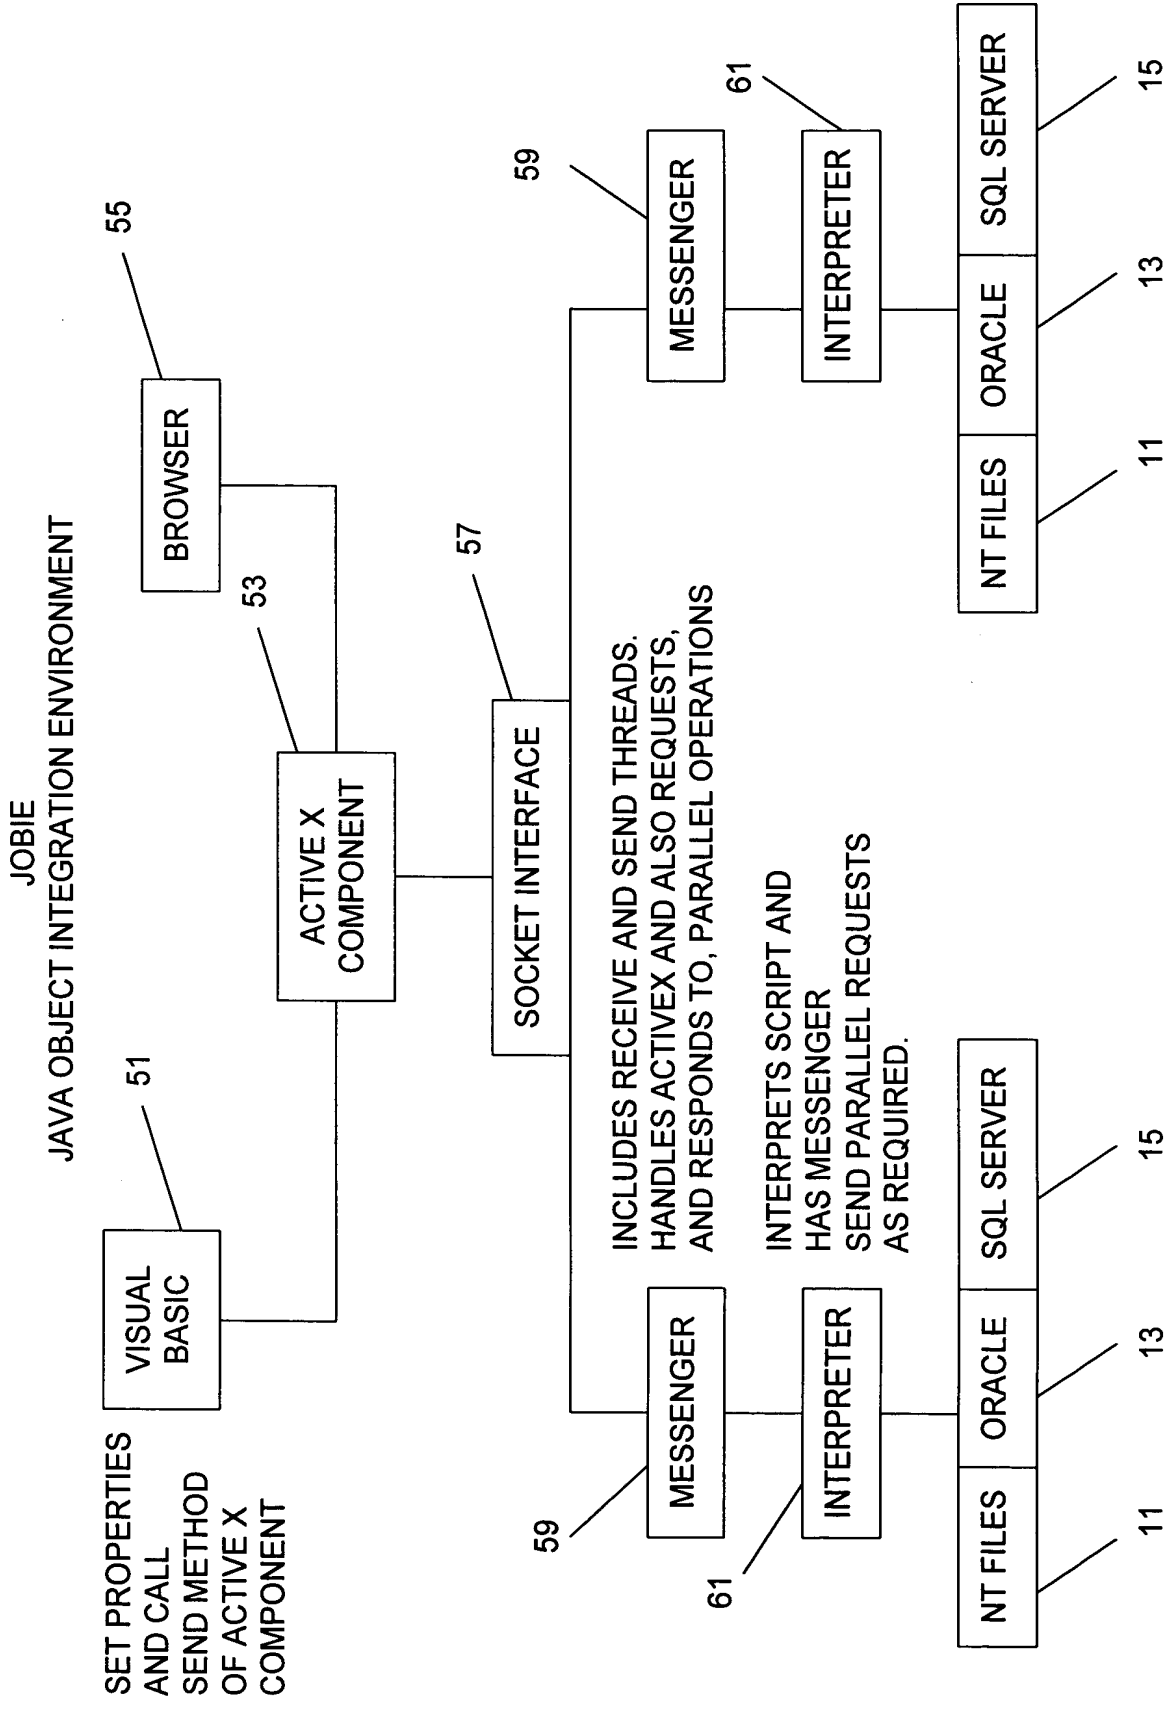 JOBIE
JAVA OBJECT INTEGRATION ENVIRONMENT
SET PROPERTIES
AND CALL
SEND METHOD
OF ACTIVE X
COMPONENT
VISUAL
BASIC
51
BROWSER
55
ACTIVE X
COMPONENT
53
SOCKET INTERFACE
57
MESSENGER
59
INCLUDES RECEIVE AND SEND THREADS.
HANDLES ACTIVEX AND ALSO REQUESTS,
AND RESPONDS TO, PARALLEL OPERATIONS
MESSENGER
59
INTERPRETER
61
INTERPRETS SCRIPT AND
HAS MESSENGER
SEND PARALLEL REQUESTS
AS REQUIRED.
INTERPRETER
61
NT FILES
ORACLE
SQL SERVER
11
13
15
NT FILES
ORACLE
SQL SERVER
11
13
15